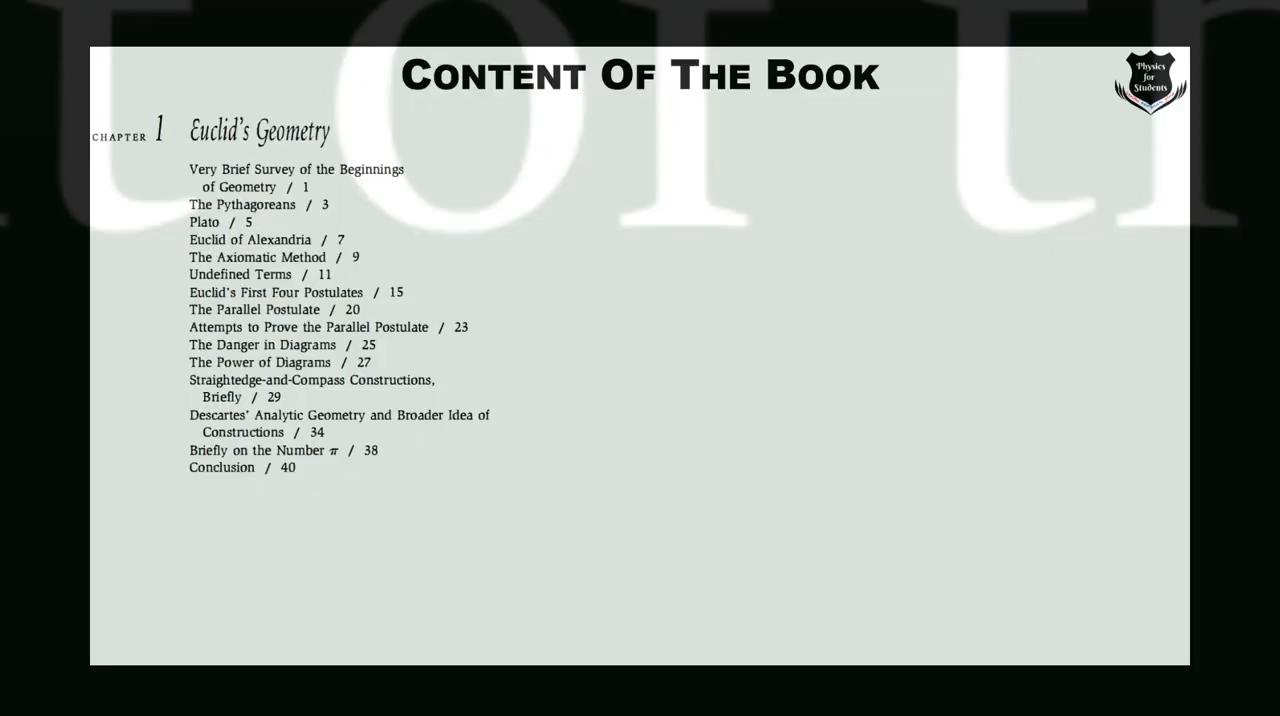 t of th
CONTENT OF THE BOOK
Physics
for
Students
CHAPTER 1 Euclid's Geometry
Very Brief Survey of the Beginnings
of Geometry / 1
The Pythagoreans / 3
Plato / 5
Euclid of Alexandria / 7
The Axiomatic Method / 9
Undefined Terms / 11
Euclid's First Four Postulates / 15
The Parallel Postulate / 20
Attempts to Prove the Parallel Postulate / 23
The Danger in Diagrams / 25
The Power of Diagrams / 27
Straightedge-and-Compass Constructions,
Briefly / 29
Descartes' Analytic Geometry and Broader Idea of
Constructions / 34
Briefly on the Number π / 38
Conclusion / 40